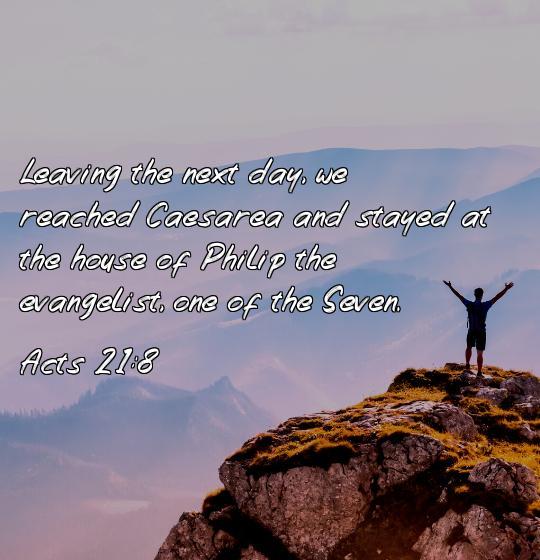 Leaving the next day, we
reached Caesarea and stayed at
the house of Philip the
evangelist, one of the Seven.
Acts 21:8